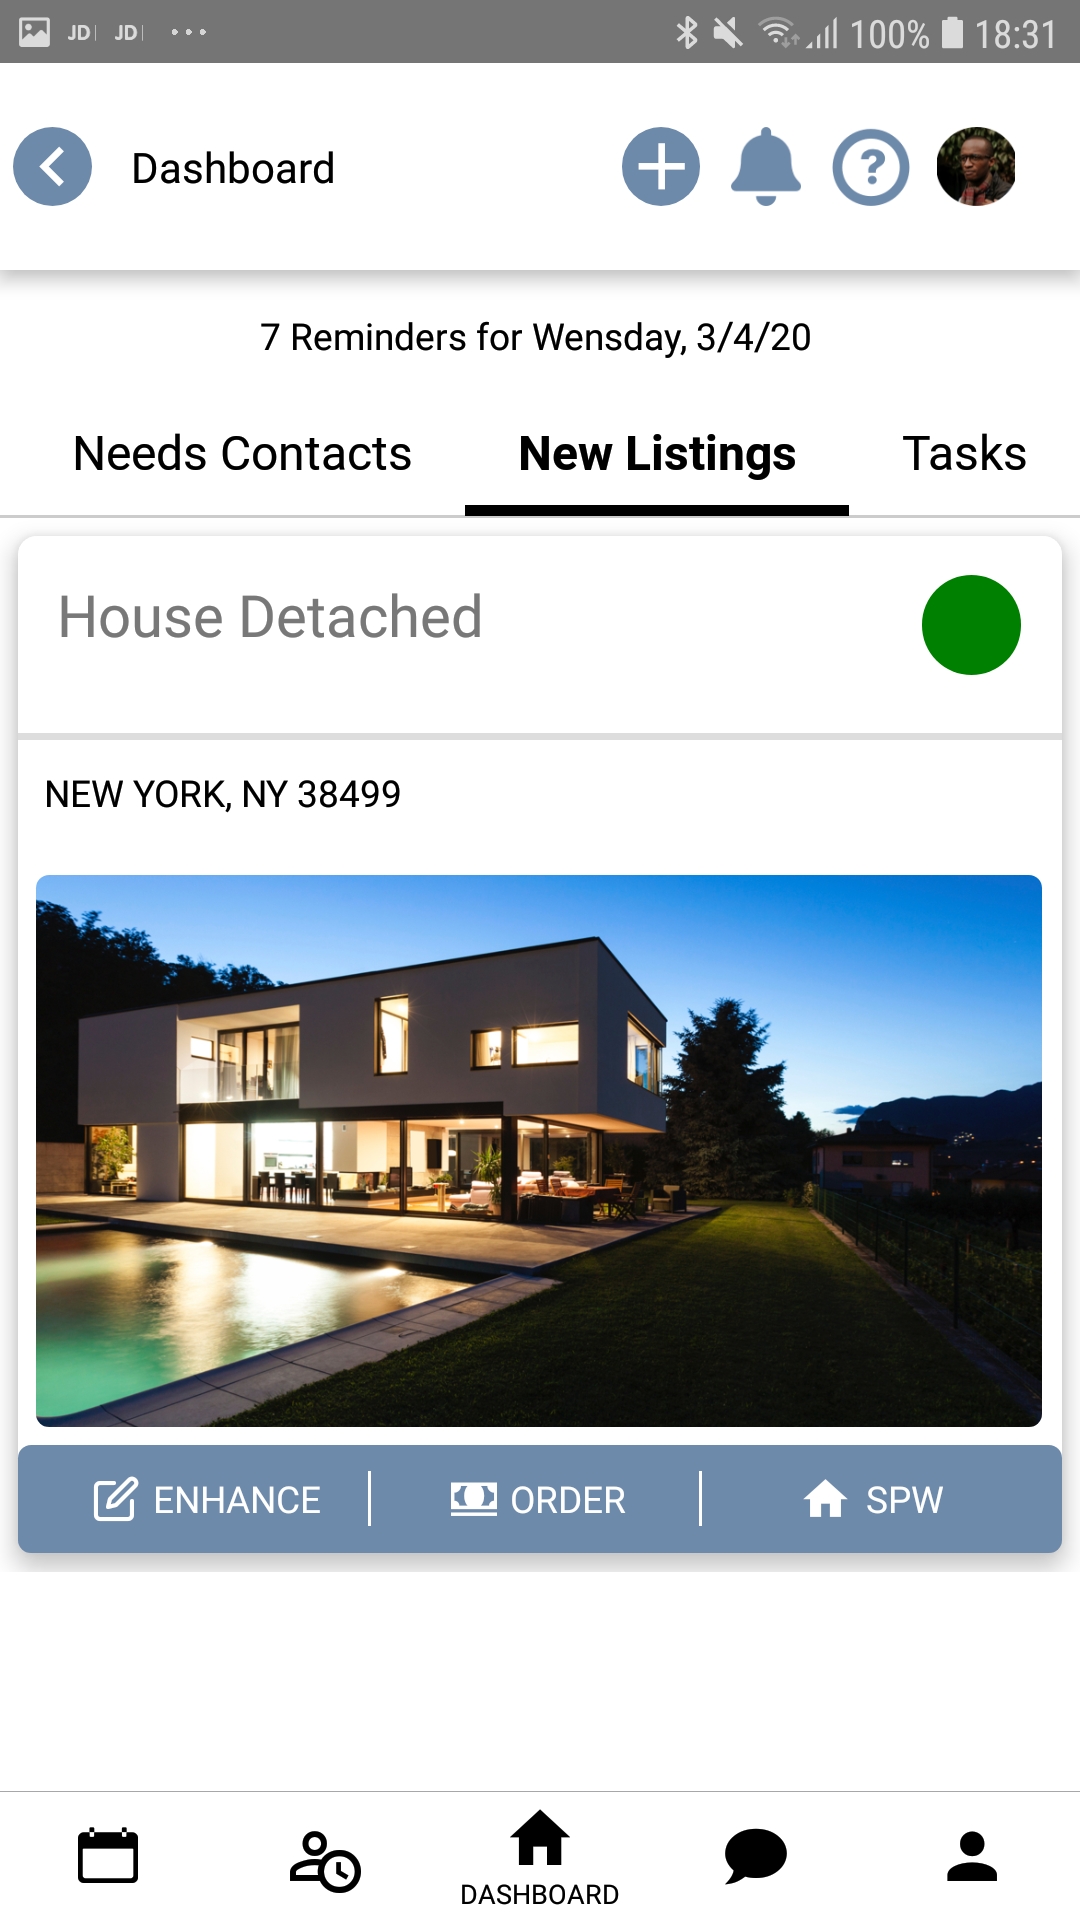 JD JD 100% 18:31
Dashboard
7 Reminders for Wensday, 3/4/20
Needs Contacts New Listings Tasks
House Detached
NEW YORK, NY 38499
ENHANCE ORDER SPW
DASHBOARD